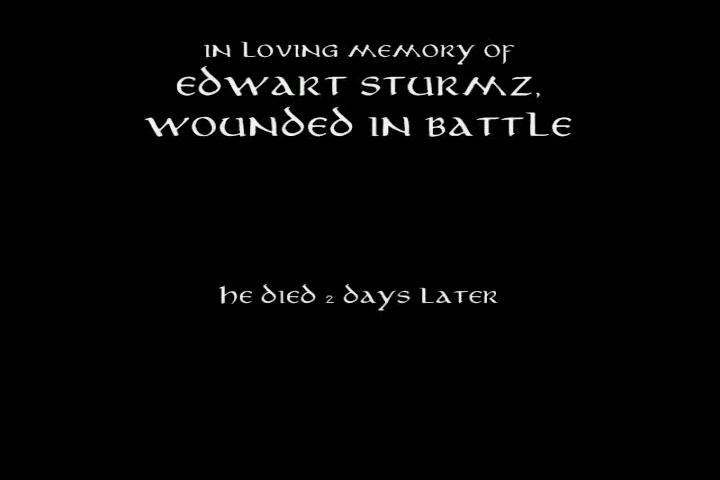 IN LOVING MEMORY OF
EDWART STURMZ,
WOUNDED IN BATTLE
HE DIED 2 DAYS LATER